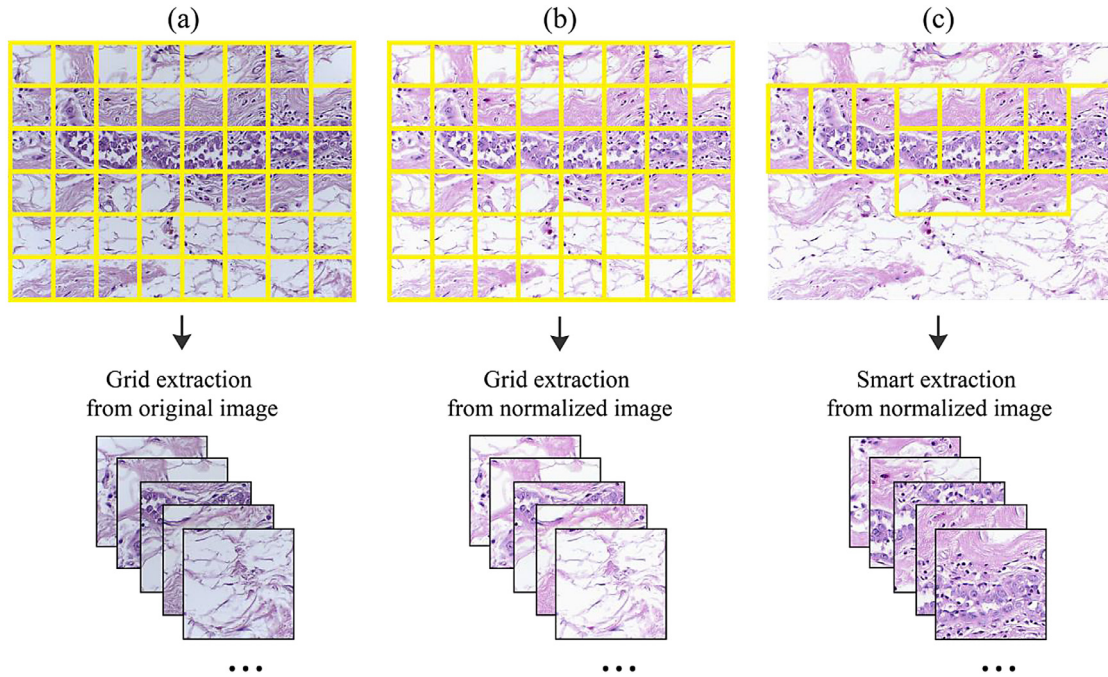 (a)
(b)
(c)
Grid extraction
from original image
Grid extraction
from normalized image
Smart extraction
from normalized image
...
...
...